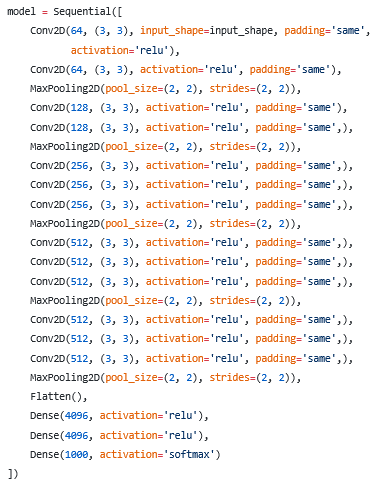 model = Sequential([
    Conv2D(64, (3, 3), input_shape=input_shape, padding='same',
           activation='relu'),
    Conv2D(64, (3, 3), activation='relu', padding='same'),
    MaxPooling2D(pool_size=(2, 2), strides=(2, 2)),
    Conv2D(128, (3, 3), activation='relu', padding='same'),
    Conv2D(128, (3, 3), activation='relu', padding='same',),
    MaxPooling2D(pool_size=(2, 2), strides=(2, 2)),
    Conv2D(256, (3, 3), activation='relu', padding='same',),
    Conv2D(256, (3, 3), activation='relu', padding='same',),
    Conv2D(256, (3, 3), activation='relu', padding='same',),
    MaxPooling2D(pool_size=(2, 2), strides=(2, 2)),
    Conv2D(512, (3, 3), activation='relu', padding='same',),
    Conv2D(512, (3, 3), activation='relu', padding='same',),
    Conv2D(512, (3, 3), activation='relu', padding='same',),
    MaxPooling2D(pool_size=(2, 2), strides=(2, 2)),
    Conv2D(512, (3, 3), activation='relu', padding='same',),
    Conv2D(512, (3, 3), activation='relu', padding='same',),
    Conv2D(512, (3, 3), activation='relu', padding='same',),
    MaxPooling2D(pool_size=(2, 2), strides=(2, 2)),
    Flatten(),
    Dense(4096, activation='relu'),
    Dense(4096, activation='relu'),
    Dense(1000, activation='softmax')
])